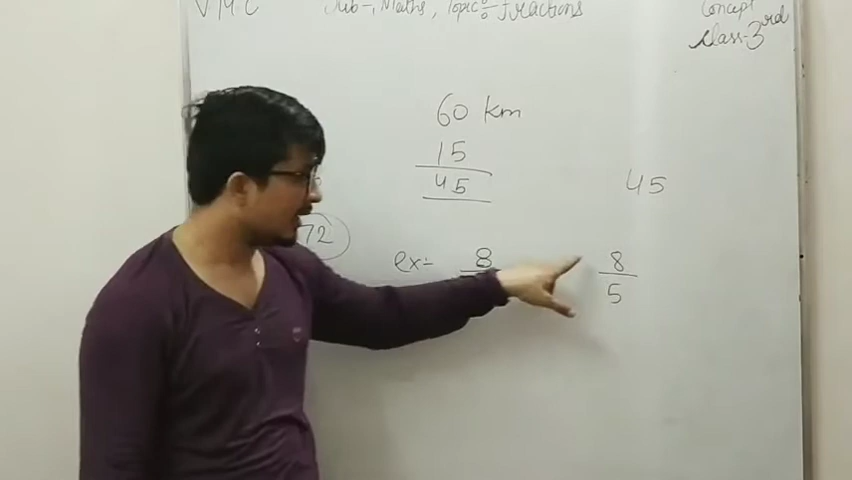 V M C Sub-, Maths, Topic÷ fractions Concept
Class-3rd
60 km
15
45 45
72
ex÷ 8 8
5